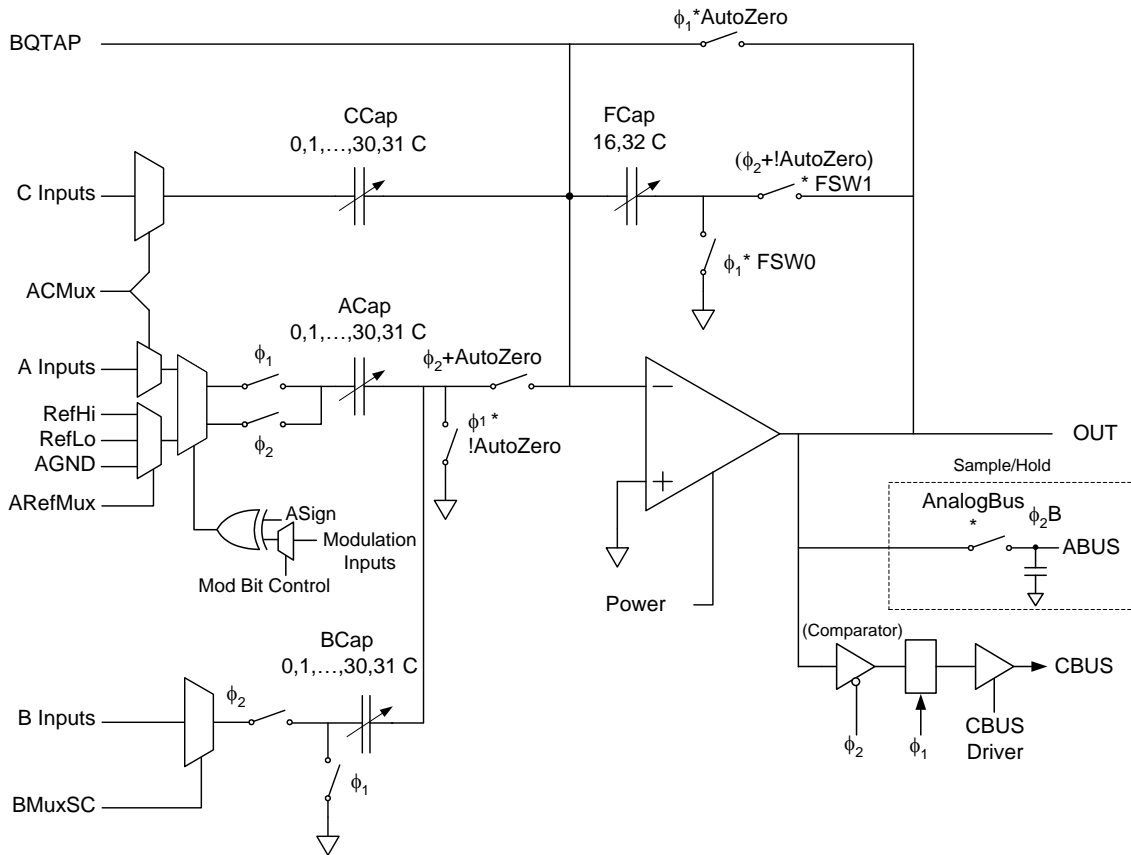 ϕ1*AutoZero
BQTAP
CCap
0,1,…,30,31 C
FCap
16,32 C
(ϕ2+!AutoZero)
* FSW1
C Inputs
ϕ1* FSW0
ACMux
ACap
0,1,…,30,31 C
A Inputs
ϕ1
ϕ2+AutoZero
RefHi
RefLo
AGND
ϕ2
ϕ1 *
!AutoZero
ARefMux
OUT
Sample/Hold
AnalogBus
*
ϕ2B
ABUS
ASign
Modulation
Inputs
Mod Bit Control
Power
BCap
0,1,…,30,31 C
(Comparator)
CBUS
B Inputs
ϕ2
ϕ2
ϕ1
CBUS
Driver
ϕ1
BMuxSC